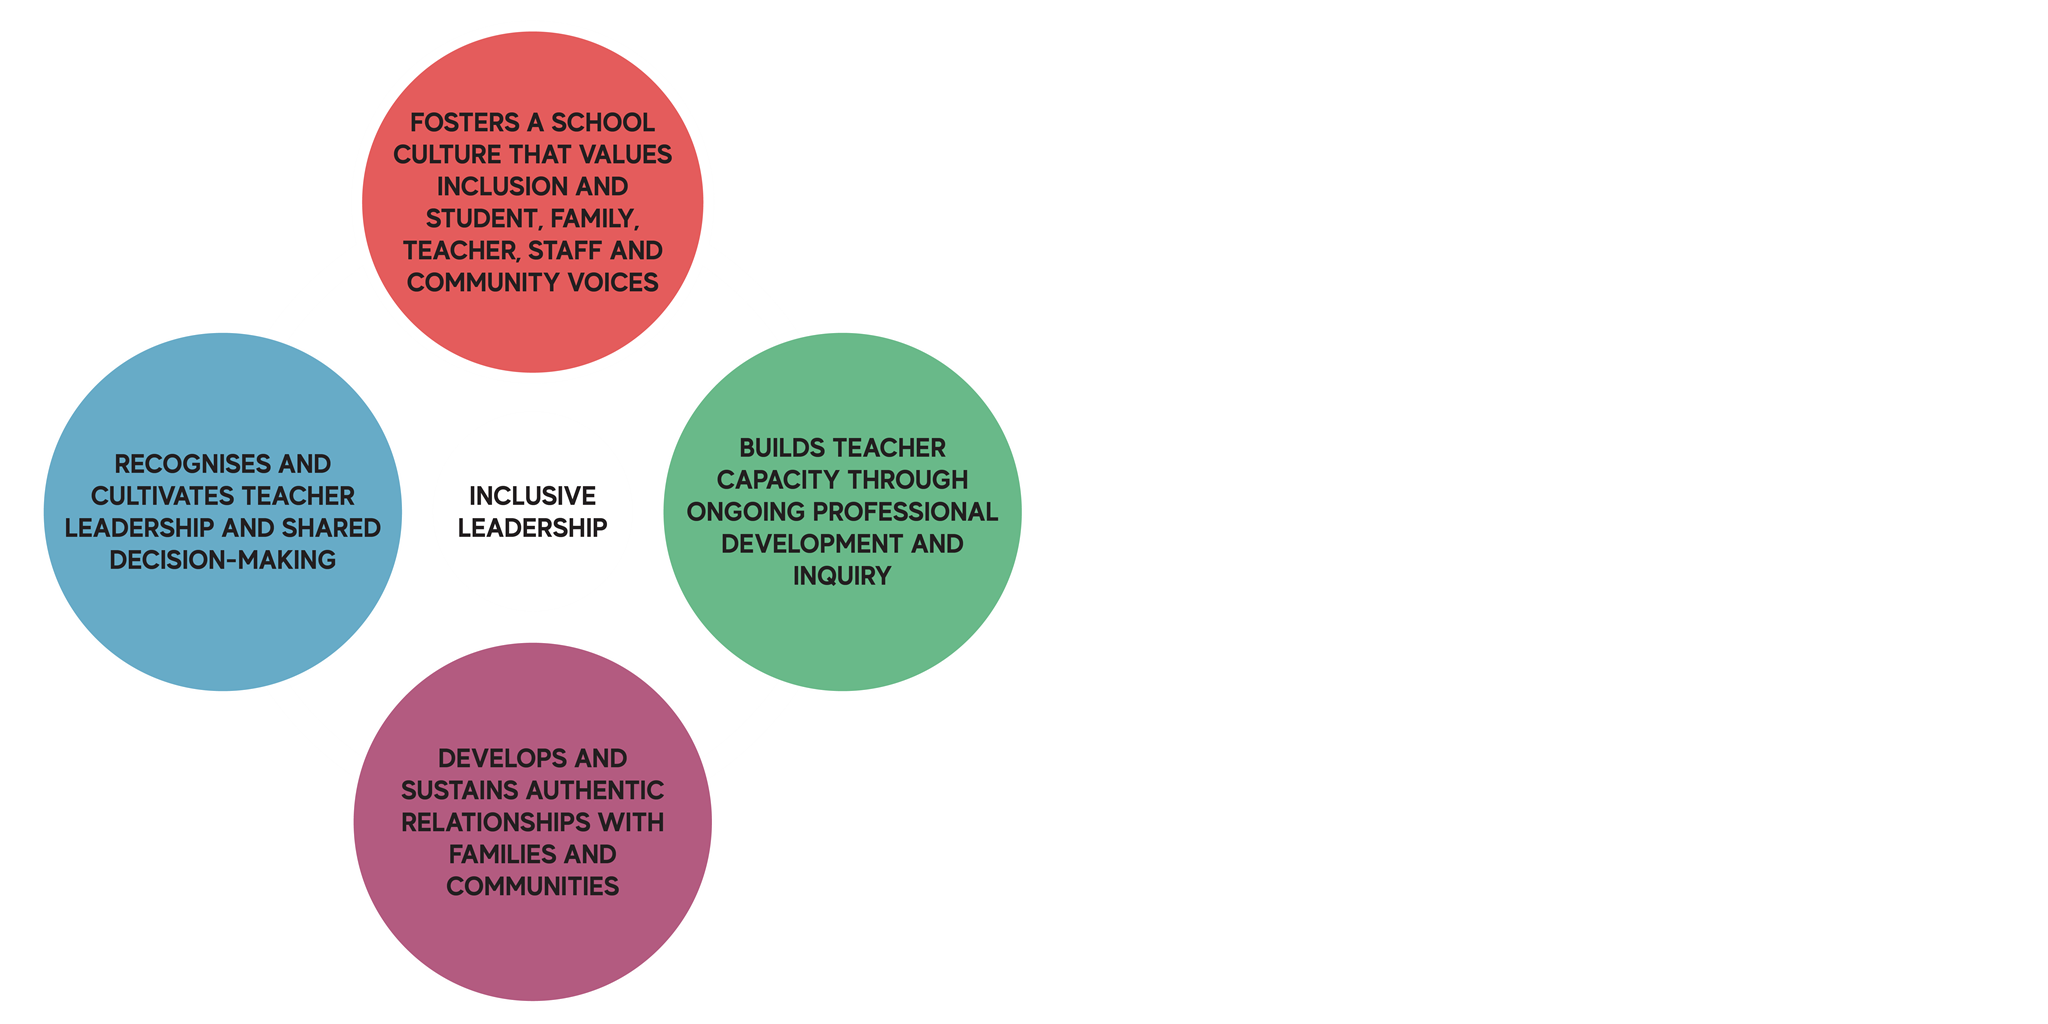 FOSTERS A SCHOOL
CULTURE THAT VALUES
INCLUSION AND
STUDENT, FAMILY,
TEACHER, STAFF AND
COMMUNITY VOICES
RECOGNISES AND
CULTIVATES TEACHER
LEADERSHIP AND SHARED
DECISION-MAKING
INCLUSIVE
LEADERSHIP
BUILDS TEACHER
CAPACITY THROUGH
ONGOING PROFESSIONAL
DEVELOPMENT AND
INQUIRY
DEVELOPS AND
SUSTAINS AUTHENTIC
RELATIONSHIPS WITH
FAMILIES AND
COMMUNITIES